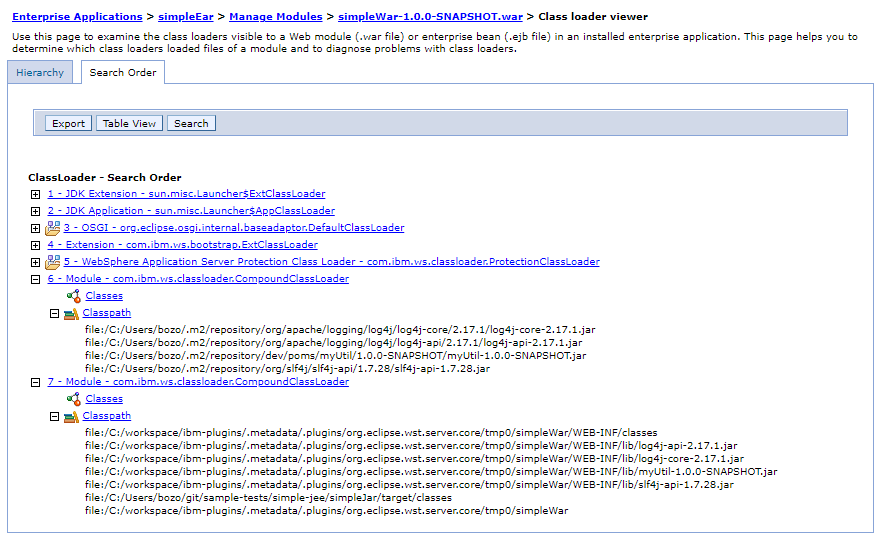 Enterprise Applications > simpleEar > Manage Modules > simpleWar-1.0.0-SNAPSHOT.war > Class loader viewer
Use this page to examine the class loaders visible to a Web module (.war file) or enterprise bean (.ejb file) in an installed enterprise application. This page helps you to
determine which class loaders loaded files of a module and to diagnose problems with class loaders.
Hierarchy
Search Order
Export
Table View
Search
ClassLoader - Search Order
1 - JDK Extension - sun.misc.Launcher$ExtClassLoader
2 - JDK Application - sun.misc.Launcher$AppClassLoader
3 - OSGI - org.eclipse.osgi.internal.baseadaptor.DefaultClassLoader
4 - Extension - com.ibm.ws.bootstrap.ExtClassLoader
5 - WebSphere Application Server Protection Class Loader - com.ibm.ws.classloader.ProtectionClassLoader
6 - Module - com.ibm.ws.classloader.CompoundClassLoader
Classes
Classpath
file:/C:/Users/bozo/.m2/repository/org/apache/logging/log4j/log4j-core/2.17.1/log4j-core-2.17.1.jar
file:/C:/Users/bozo/.m2/repository/org/apache/logging/log4j/log4j-api/2.17.1/log4j-api-2.17.1.jar
file:/C:/Users/bozo/.m2/repository/dev/poms/myUtil/1.0.0-SNAPSHOT/myUtil-1.0.0-SNAPSHOT.jar
file:/C:/Users/bozo/.m2/repository/org/slf4j/slf4j-api/1.7.28/slf4j-api-1.7.28.jar
7 - Module - com.ibm.ws.classloader.CompoundClassLoader
Classes
Classpath
file:/C:/workspace/ibm-plugins/.metadata/.plugins/org.eclipse.wst.server.core/tmp0/simpleWar/WEB-INF/classes
file:/C:/workspace/ibm-plugins/.metadata/.plugins/org.eclipse.wst.server.core/tmp0/simpleWar/WEB-INF/lib/log4j-api-2.17.1.jar
file:/C:/workspace/ibm-plugins/.metadata/.plugins/org.eclipse.wst.server.core/tmp0/simpleWar/WEB-INF/lib/log4j-core-2.17.1.jar
file:/C:/workspace/ibm-plugins/.metadata/.plugins/org.eclipse.wst.server.core/tmp0/simpleWar/WEB-INF/lib/myUtil-1.0.0-SNAPSHOT.jar
file:/C:/workspace/ibm-plugins/.metadata/.plugins/org.eclipse.wst.server.core/tmp0/simpleWar/WEB-INF/lib/slf4j-api-1.7.28.jar
file:/C:/Users/bozo/git/sample-tests/simple-jee/simpleJar/target/classes
file:/C:/workspace/ibm-plugins/.metadata/.plugins/org.eclipse.wst.server.core/tmp0/simpleWar